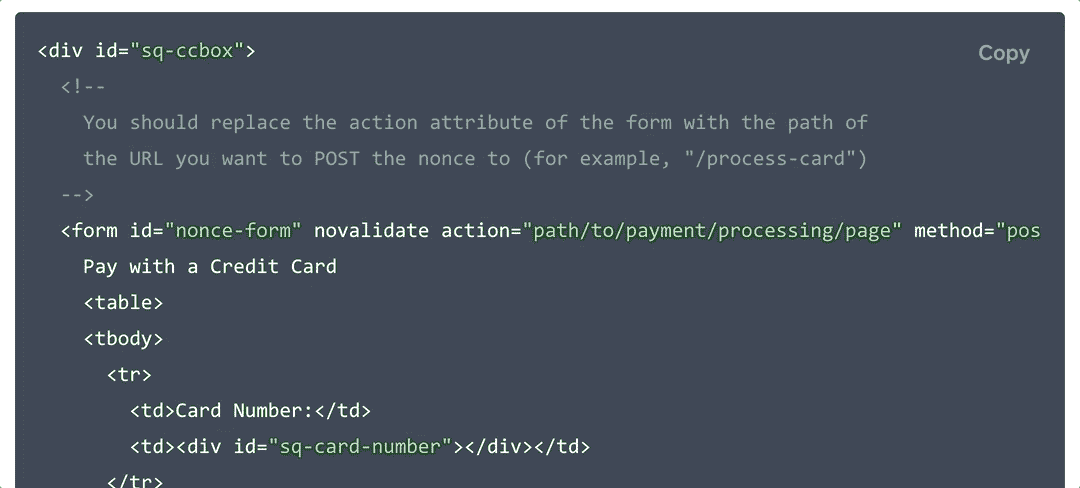 <div id="sq-ccbox">
Copy
<!--
You should replace the action attribute of the form with the path of
the URL you want to POST the nonce to (for example, "/process-card")
-->
<form id="nonce-form" novalidate action="path/to/payment/processing/page" method="pos
Pay with a Credit Card
<table>
<tbody>
<tr>
<td>Card Number:</td>
<td><div id="sq-card-number"></div></td>
</tr>